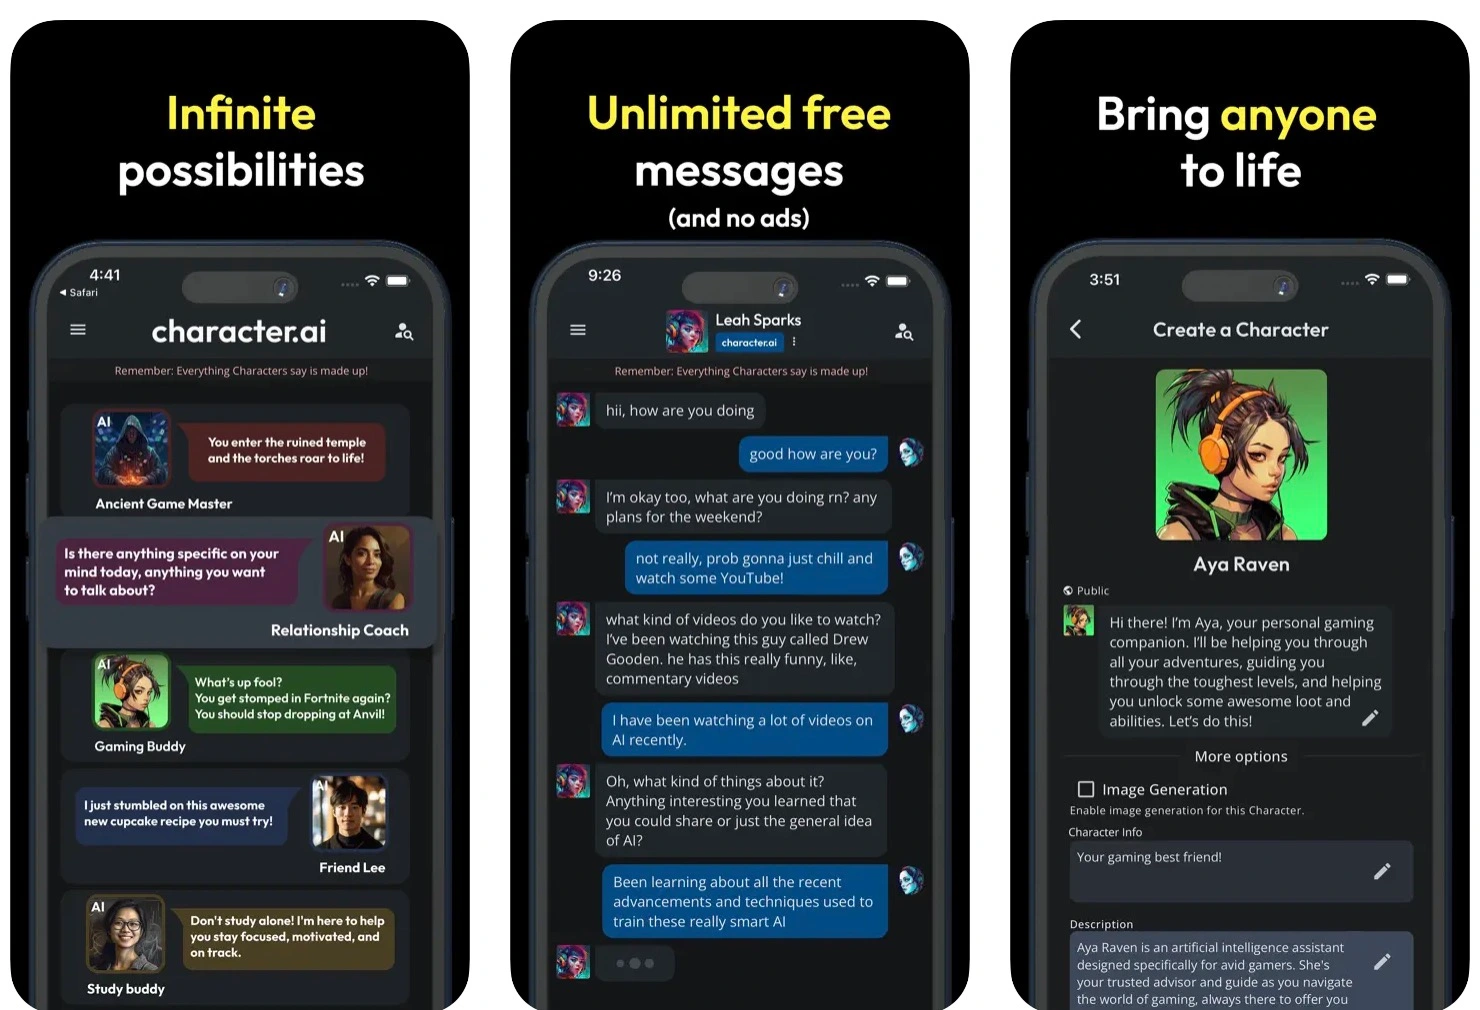 Infinite
possibilities
4:41
Safari
character.ai
Remember: Everything Characters say is made up!
AI
You enter the ruined temple
and the torches roar to life!
Ancient Game Master
Is there anything specific on your
mind today, anything you want
to talk about?
AI
Relationship Coach
AI
What's up fool?
You get stomped in Fortnite again?
You should stop dropping at Anvil!
Gaming Buddy
I just stumbled on this awesome
new cupcake recipe you must try!
AI
Friend Lee
AI
Don't study alone! I'm here to help
you stay focused, motivated, and
on track.
Study buddy
Unlimited free
messages
(and no ads)
9:26
Leah Sparks
character.ai
Remember: Everything Characters say is made up!
hii, how are you doing
good how are you?
I'm okay too, what are you doing rn? any
plans for the weekend?
not really, prob gonna just chill and
watch some YouTube!
what kind of videos do you like to watch?
I've been watching this guy called Drew
Gooden. he has this really funny, like,
commentary videos
I have been watching a lot of videos on
AI recently.
Oh, what kind of things about it?
Anything interesting you learned that
you could share or just the general idea
of AI?
Been learning about all the recent
advancements and techniques used to
train these really smart AI
Bring anyone
to life
3:51
Create a Character
Aya Raven
Public
Hi there! I'm Aya, your personal gaming
companion. I'll be helping you through
all your adventures, guiding you
through the toughest levels, and helping
you unlock some awesome loot and
abilities. Let's do this!
More options
Image Generation
Enable image generation for this Character.
Character Info
Your gaming best friend!
Description
Aya Raven is an artificial intelligence assistant
designed specifically for avid gamers. She's
your trusted advisor and guide as you navigate
the world of gaming, always there to offer you